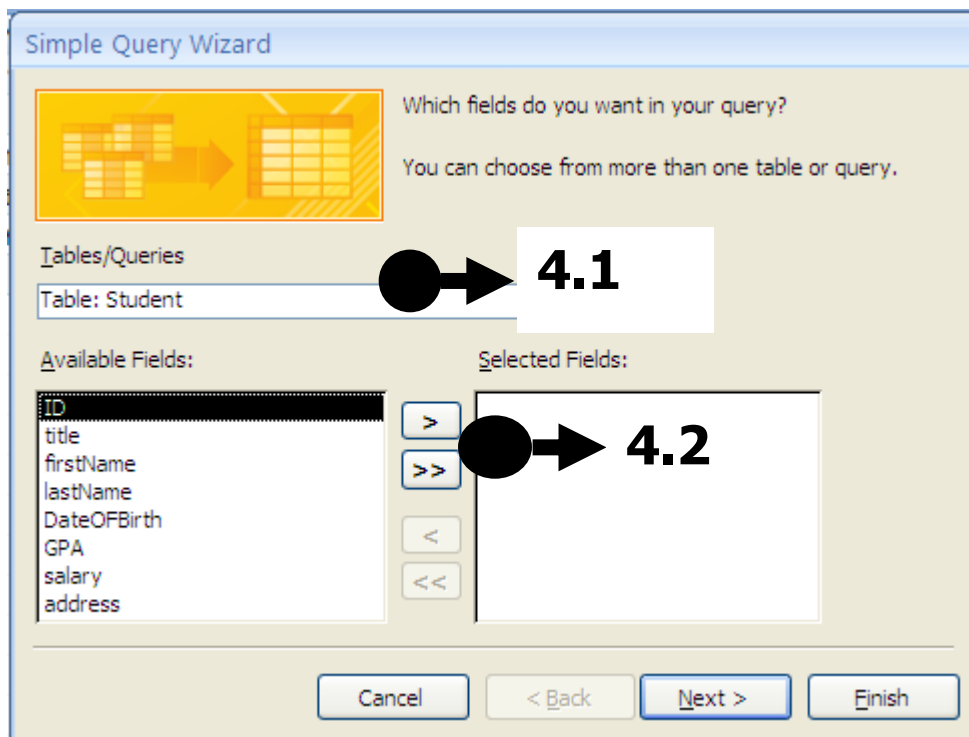 Simple Query Wizard
Which fields do you want in your query?
You can choose from more than one table or query.
Tables/Queries
4.1
Table: Student
Available Fields:
Selected Fields:
ID
title
firstName
lastName
DateOFBirth
GPA
salary
address
>
>>
<
<<
4.2
Cancel
< Back
Next >
Finish